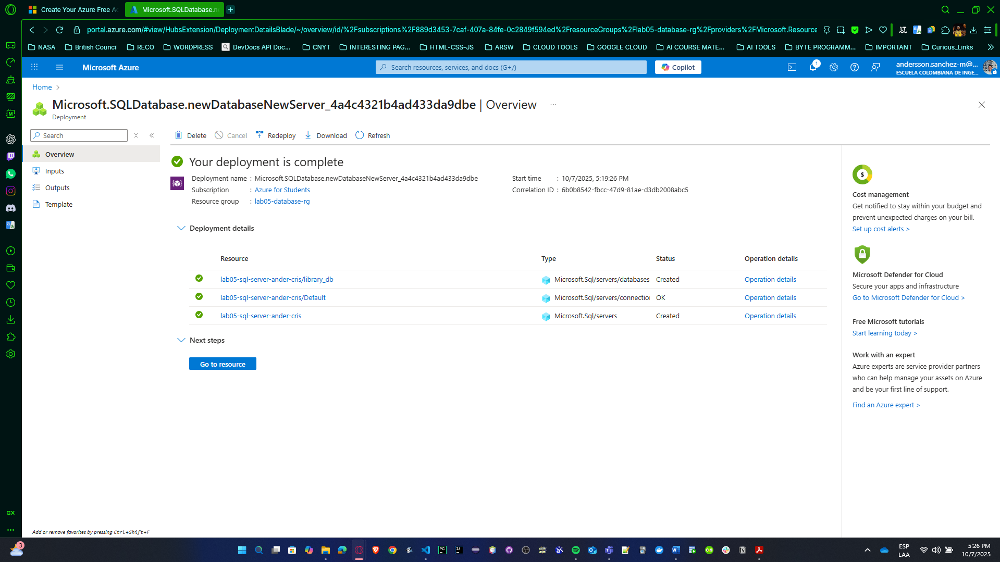 Create Your Azure Free Ac
Microsoft.SQLDatabase.n
portal.azure.com/#view/HubsExtension/DeploymentDetailsBlade/~/overview/id/%2Fsubscriptions%2F889d3453-7caf-407a-84fe-0c2849f594ed%2FresourceGroups%2Flab05-database-rg%2Fproviders%2FMicrosoft.Resource
NASA British Council RECO WORDPRESS DevDocs API Doc... CNYT INTERESTING PAG... HTML-CSS-JS ARSW CLOUD TOOLS GOOGLE CLOUD AI COURSE MATE... AI TOOLS BYTE PROGRAMM... IMPORTANT Curious_Links
Microsoft Azure
Search resources, services, and docs (G+/)
Copilot
1
andersson.sanchez-m@...
ESCUELA COLOMBIANA DE INGE...
Home
Microsoft.SQLDatabase.newDatabaseNewServer_4a4c4321b4ad433da9dbe | Overview ...
Deployment
Search
Delete Cancel Redeploy Download Refresh
Overview
Inputs
Outputs
Template
Your deployment is complete
Deployment name : Microsoft.SQLDatabase.newDatabaseNewServer_4a4c4321b4ad433da9dbe
Subscription : Azure for Students
Resource group : lab05-database-rg
Start time : 10/7/2025, 5:19:26 PM
Correlation ID : 6b0b8542-fbcc-47d9-81ae-d3db2008abc5
Deployment details
Resource Type Status Operation details
lab05-sql-server-ander-cris/library_db Microsoft.Sql/servers/databases Created Operation details
lab05-sql-server-ander-cris/Default Microsoft.Sql/servers/connection OK Operation details
lab05-sql-server-ander-cris Microsoft.Sql/servers Created Operation details
Next steps
Go to resource
Cost management
Get notified to stay within your budget and
prevent unexpected charges on your bill.
Set up cost alerts >
Microsoft Defender for Cloud
Secure your apps and infrastructure
Go to Microsoft Defender for Cloud >
Free Microsoft tutorials
Start learning today >
Work with an expert
Azure experts are service provider partners
who can help manage your assets on Azure
and be your first line of support.
Find an Azure expert >
GX
Add or remove favorites by pressing Ctrl+Shift+F
3
ESP
LAA
5:26 PM
10/7/2025